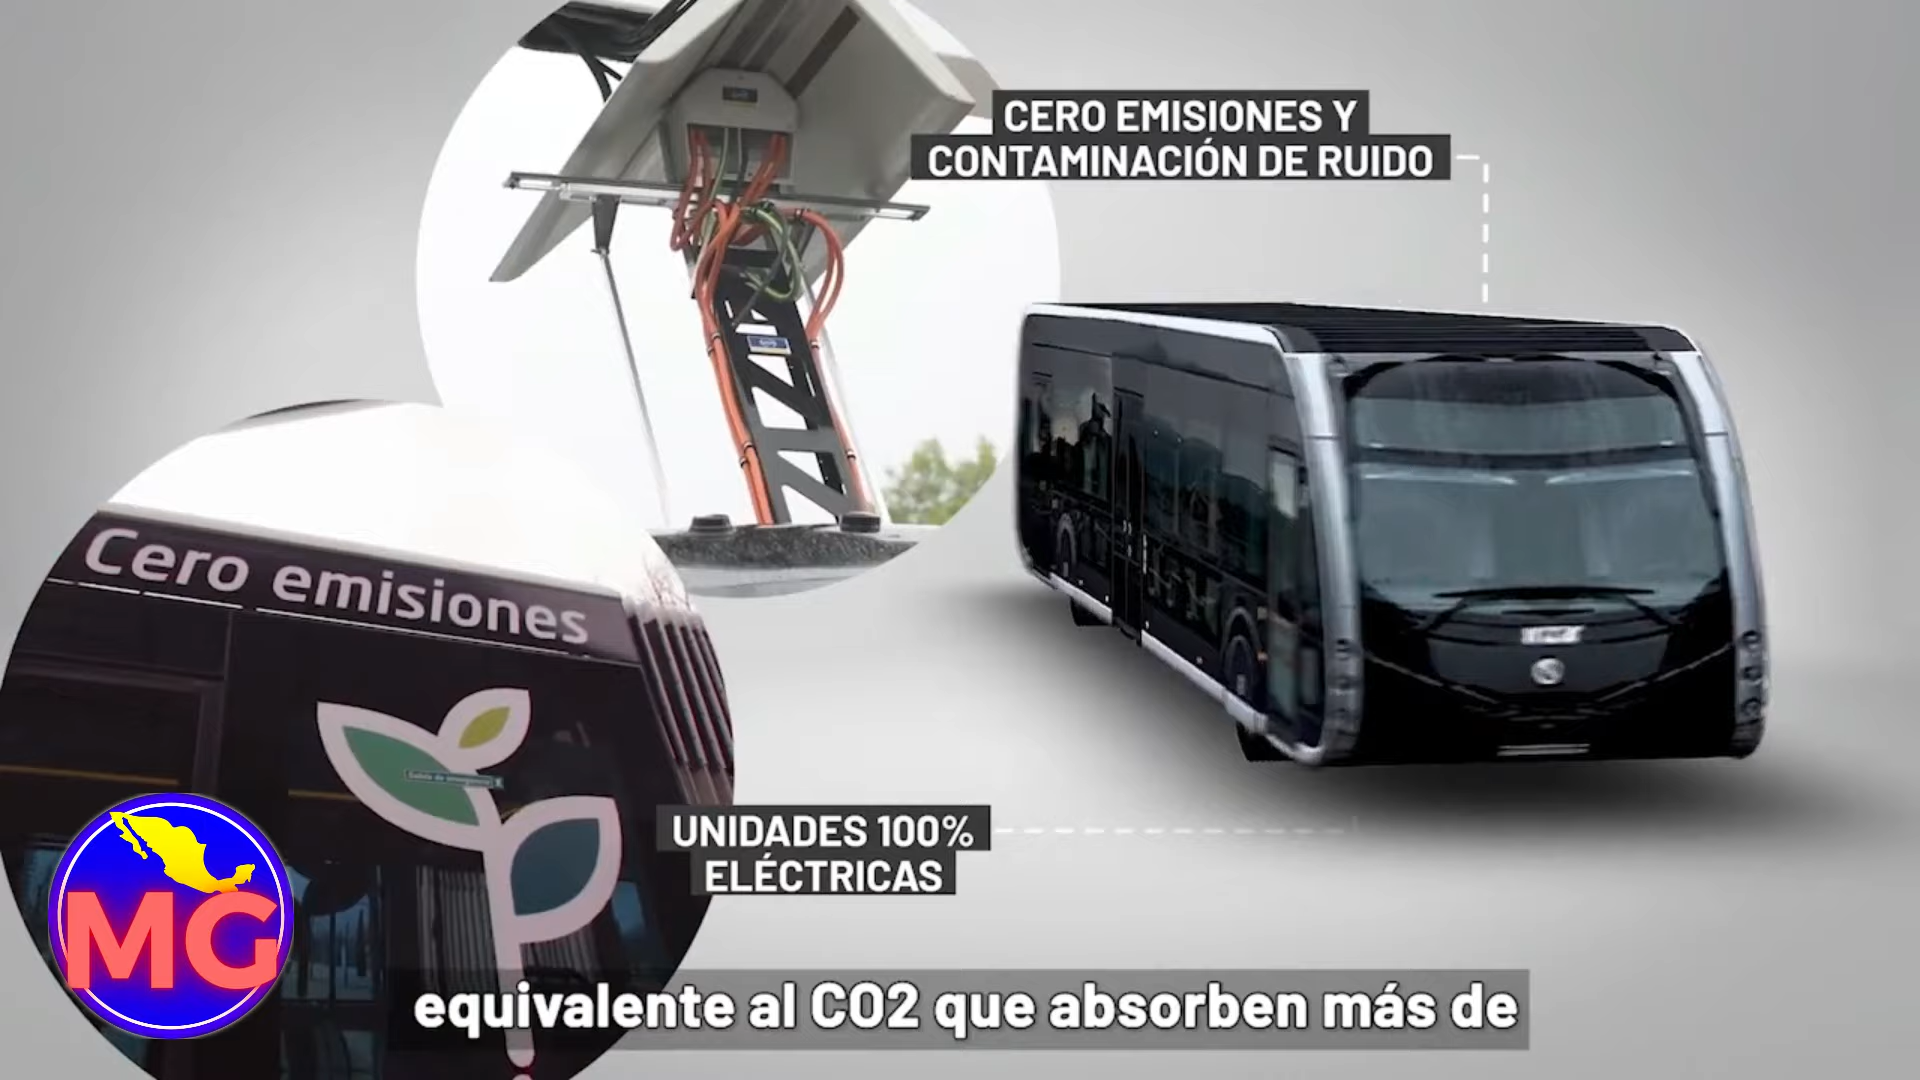 CERO EMISIONES Y
CONTAMINACIÓN DE RUIDO
Cero emisiones
UNIDADES 100%
ELÉCTRICAS
MG
equivalente al CO2 que absorben más de